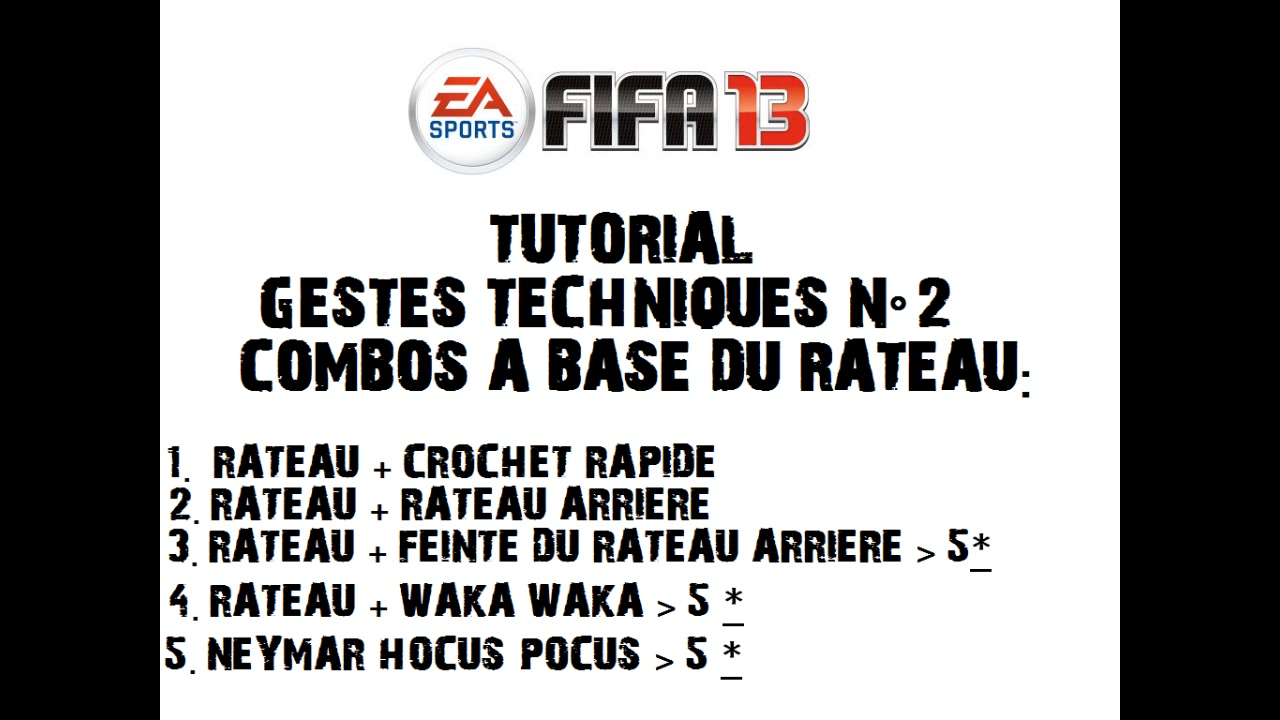 EA
SPORTS
FIFA 13
TUTORIAL
GESTES TECHNIQUES N°2
COMBOS A BASE DU RATEAU:
1. RATEAU + CROCHET RAPIDE
2. RATEAU + RATEAU ARRIERE
3. RATEAU + FEINTE DU RATEAU ARRIERE > 5*
4. RATEAU + WAKA WAKA > 5 *
5. NEYMAR HOCUS POCUS > 5 *